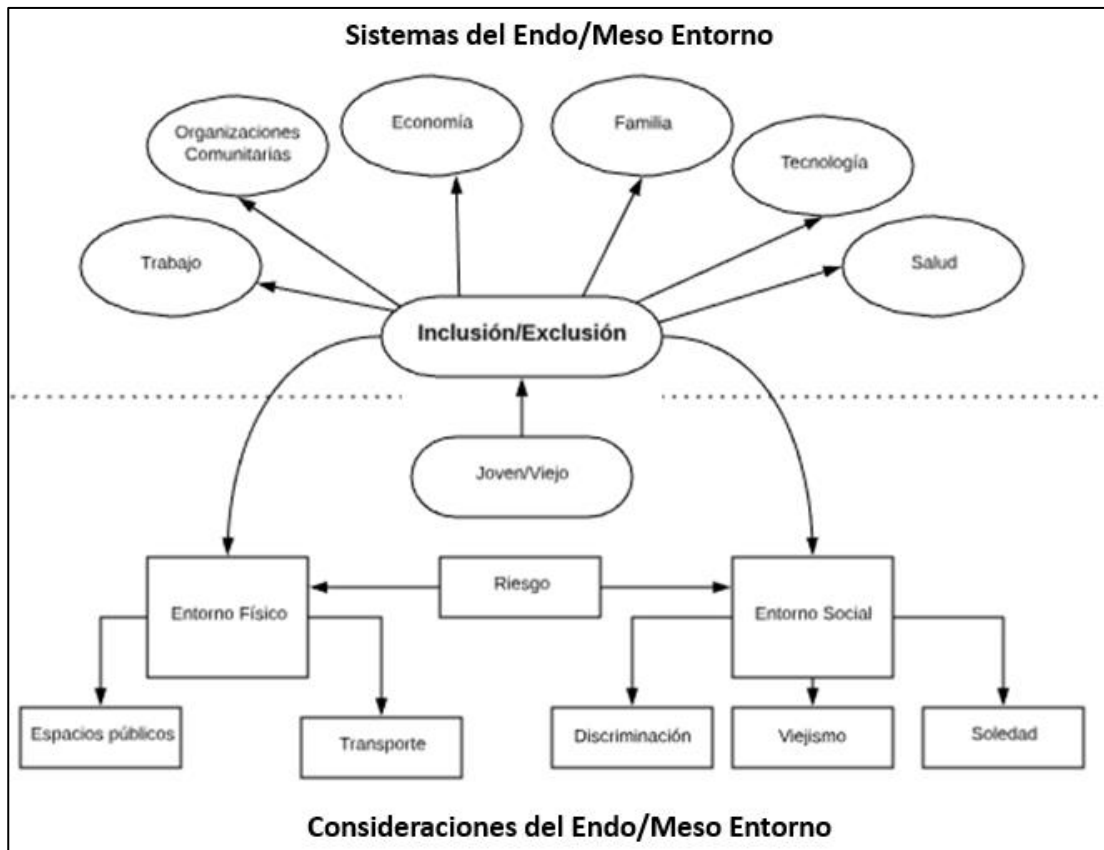 Sistemas del Endo/Meso Entorno
Economía
Familia
Organizaciones
Comunitarias
Tecnología
Trabajo
Salud
Inclusión/Exclusión
Joven/Viejo
Riesgo
Entorno Físico
Entorno Social
Espacios públicos
Transporte
Discriminación
Viejismo
Soledad
Consideraciones del Endo/Meso Entorno